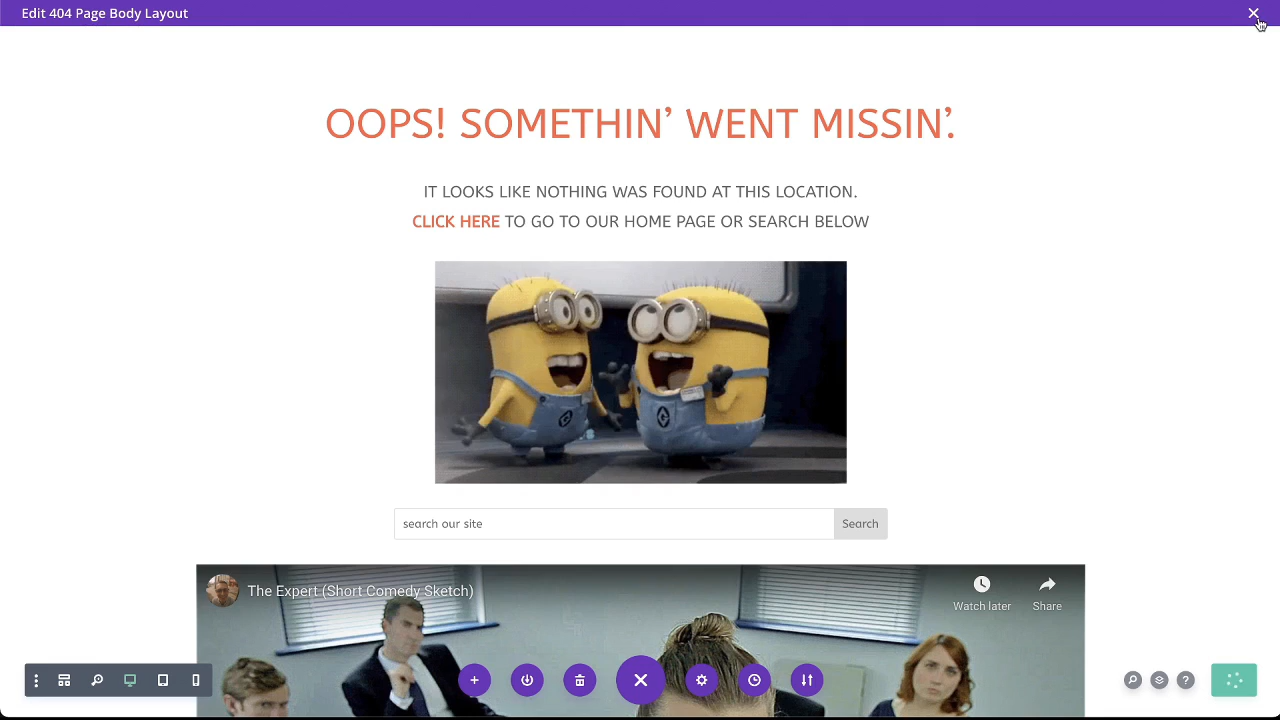 Edit 404 Page Body Layout
OOPS! SOMETHIN’ WENT MISSIN’.
IT LOOKS LIKE NOTHING WAS FOUND AT THIS LOCATION.
CLICK HERE TO GO TO OUR HOME PAGE OR SEARCH BELOW
search our site Search
The Expert (Short Comedy Sketch)
Watch later Share